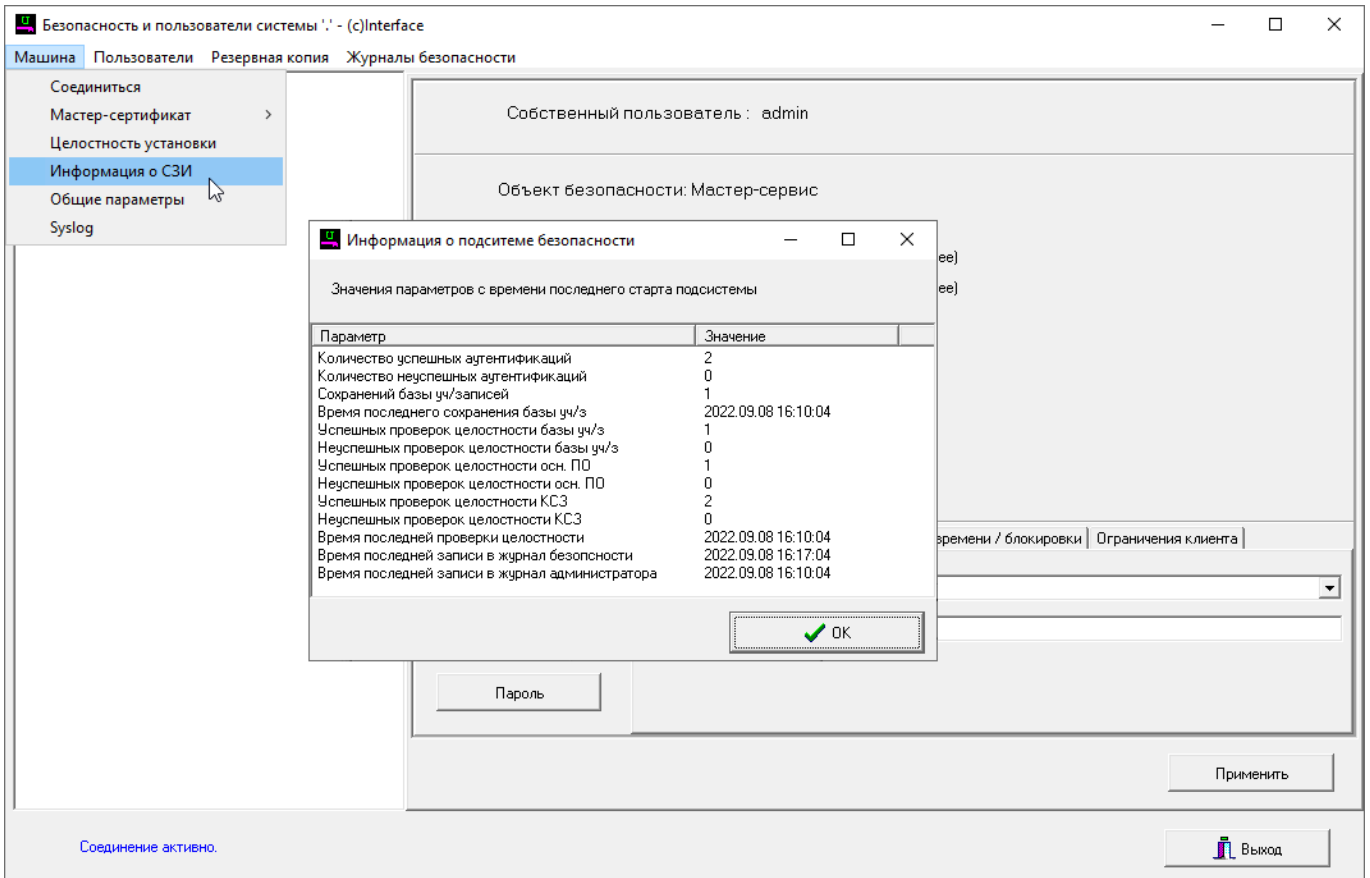 Безопасность и пользователи системы '.' - (c)Interface
Машина Пользователи Резервная копия Журналы безопасности
Соединиться
Мастер-сертификат
Целостность установки
Информация о СЗИ
Общие параметры
Syslog
Собственный пользователь : admin
Объект безопасности: Мастер-сервис
ее)
ее)
Информация о подситеме безопасности
Значения параметров с времени последнего старта подсистемы
Параметр Значение
Количество успешных аутентификаций 2
Количество неуспешных аутентификаций 0
Сохранений базы уч/записей 1
Время последнего сохранения базы уч/з 2022.09.08 16:10:04
Успешных проверок целостности базы уч/з 1
Неуспешных проверок целостности базы уч/з 0
Успешных проверок целостности осн. ПО 1
Неуспешных проверок целостности осн. ПО 0
Успешных проверок целостности КСЗ 2
Неуспешных проверок целостности КСЗ 0
Время последней проверки целостности 2022.09.08 16:10:04
Время последней записи в журнал безопсности 2022.09.08 16:17:04
Время последней записи в журнал администратора 2022.09.08 16:10:04
OK
времени / блокировки Ограничения клиента
Пароль
Применить
Соединение активно.
Выход